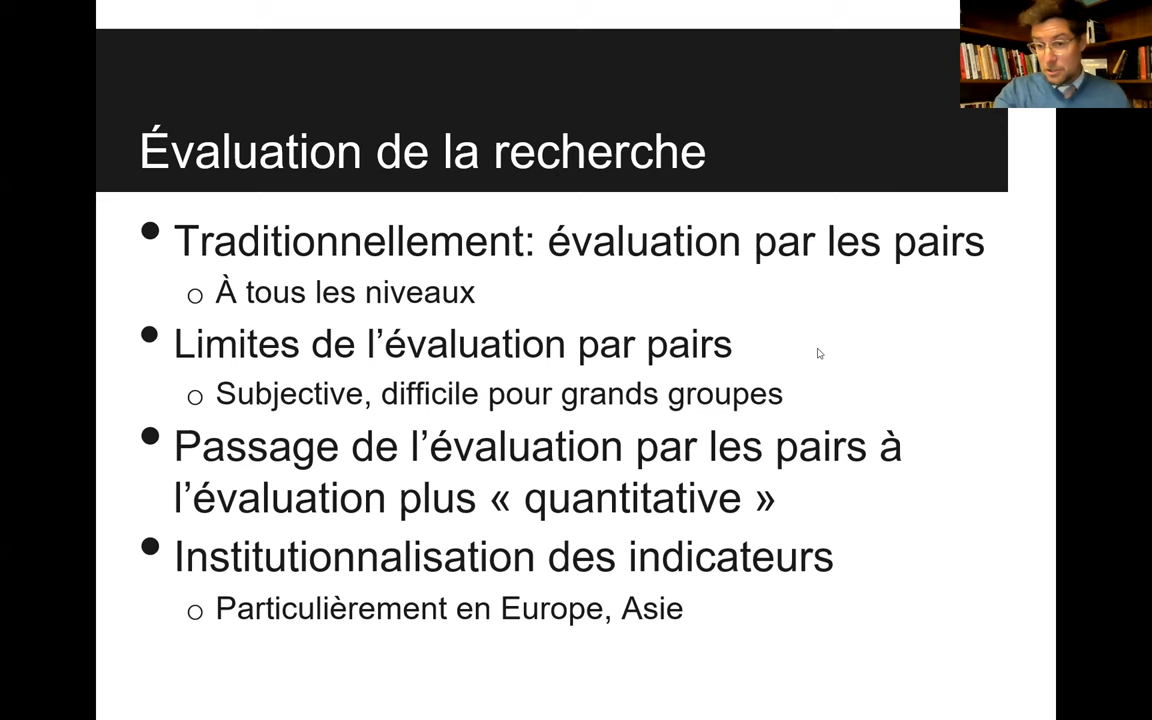 Évaluation de la recherche
• Traditionnellement: évaluation par les pairs
o À tous les niveaux
• Limites de l’évaluation par pairs
o Subjective, difficile pour grands groupes
• Passage de l’évaluation par les pairs à
l’évaluation plus « quantitative »
• Institutionnalisation des indicateurs
o Particulièrement en Europe, Asie